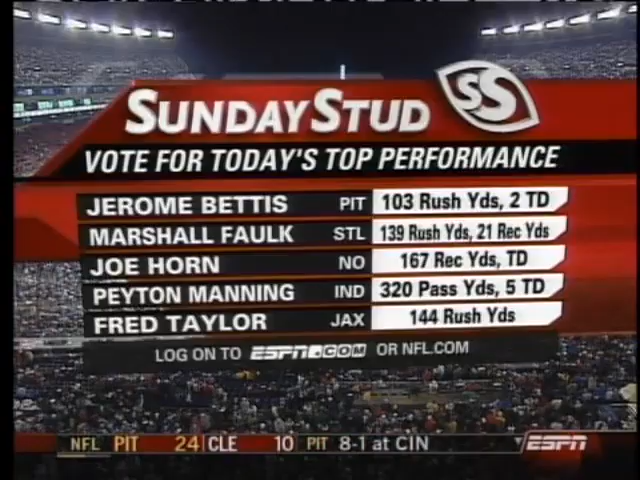 SUNDAY STUD SS
VOTE FOR TODAY'S TOP PERFORMANCE
JEROME BETTIS PIT 103 Rush Yds, 2 TD
MARSHALL FAULK STL 139 Rush Yds, 21 Rec Yds
JOE HORN NO 167 Rec Yds, TD
PEYTON MANNING IND 320 Pass Yds, 5 TD
FRED TAYLOR JAX 144 Rush Yds
LOG ON TO ESPN.COM OR NFL.COM
NFL PIT 24 CLE 10 PIT 8-1 at CIN ESPN